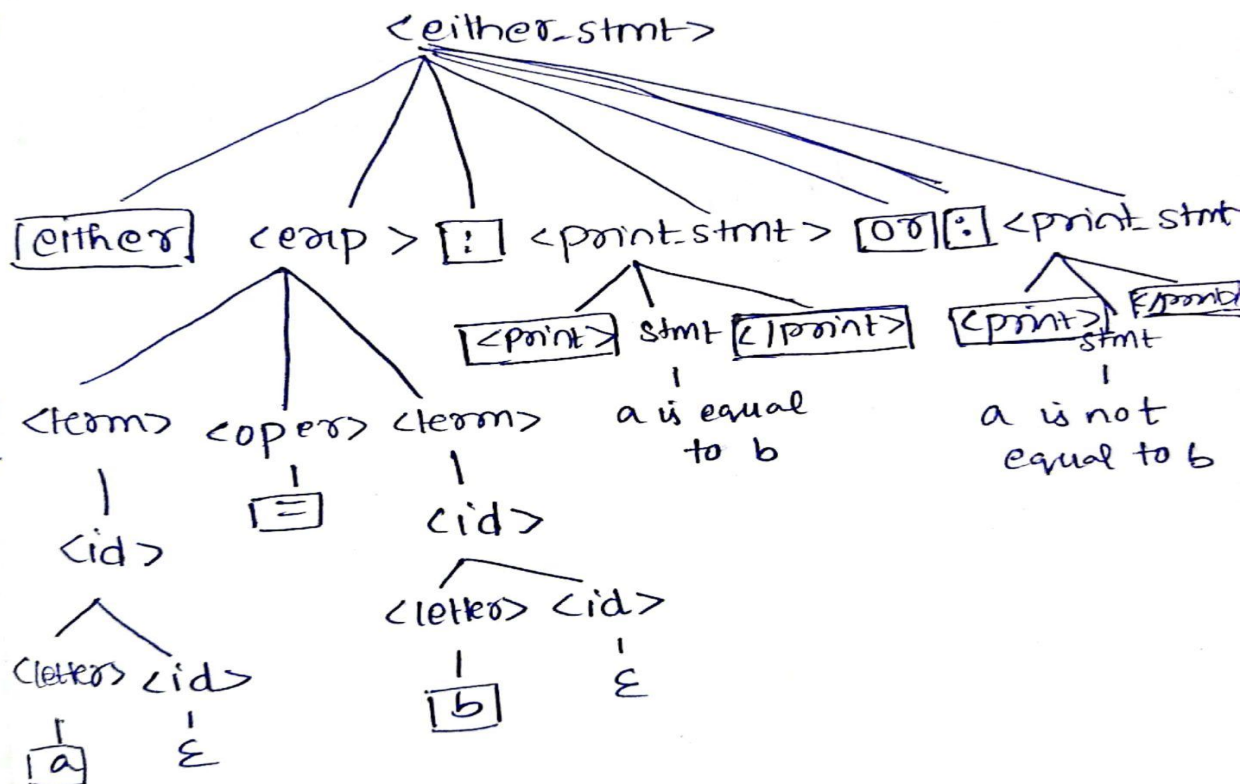 <either_stmt>
either <exp> : <print_stmt> or : <print_stmt
<print> stmt </print> <print> stmt </print>
<term> <oper> <term> a is equal to b a is not equal to b
<id> = <id>
<letter> <id> <letter> <id>
a ε b ε